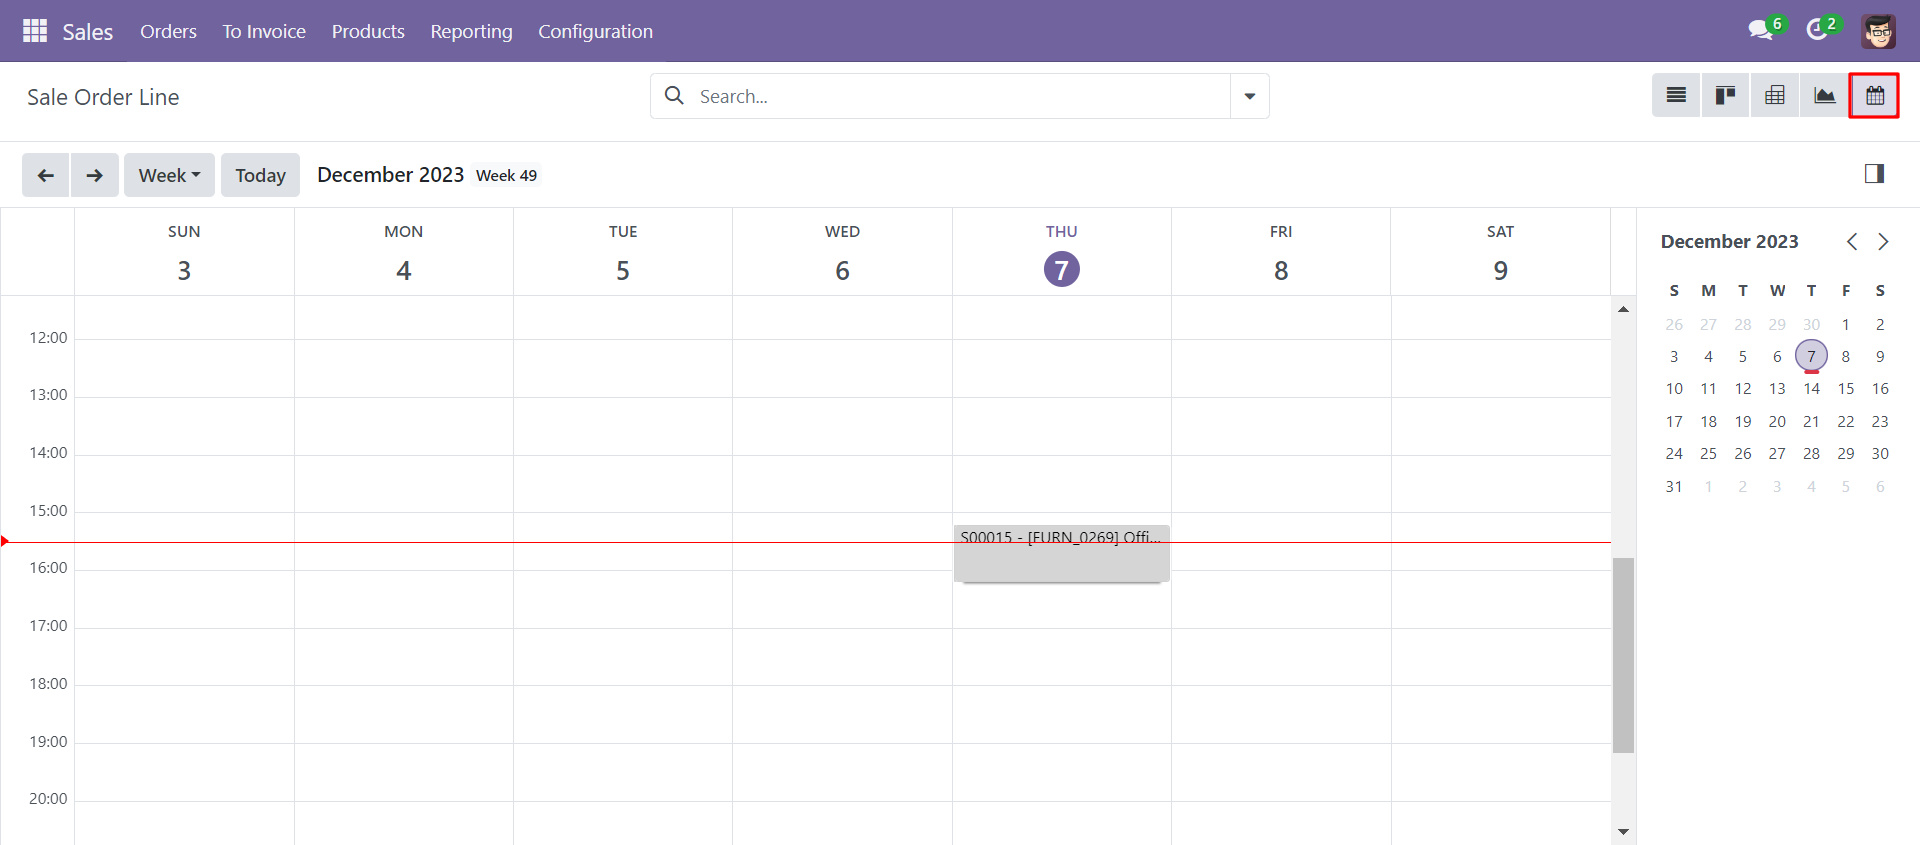 Sales Orders To Invoice Products Reporting Configuration 6 2
Sale Order Line Search...
Week Today December 2023 Week 49
SUN MON TUE WED THU FRI SAT
3 4 5 6 7 8 9
12:00
13:00
14:00
15:00
S00015 - [FURN_0269] Offi...
16:00
17:00
18:00
19:00
20:00
December 2023
S M T W T F S
26 27 28 29 30 1 2
3 4 5 6 7 8 9
10 11 12 13 14 15 16
17 18 19 20 21 22 23
24 25 26 27 28 29 30
31 1 2 3 4 5 6